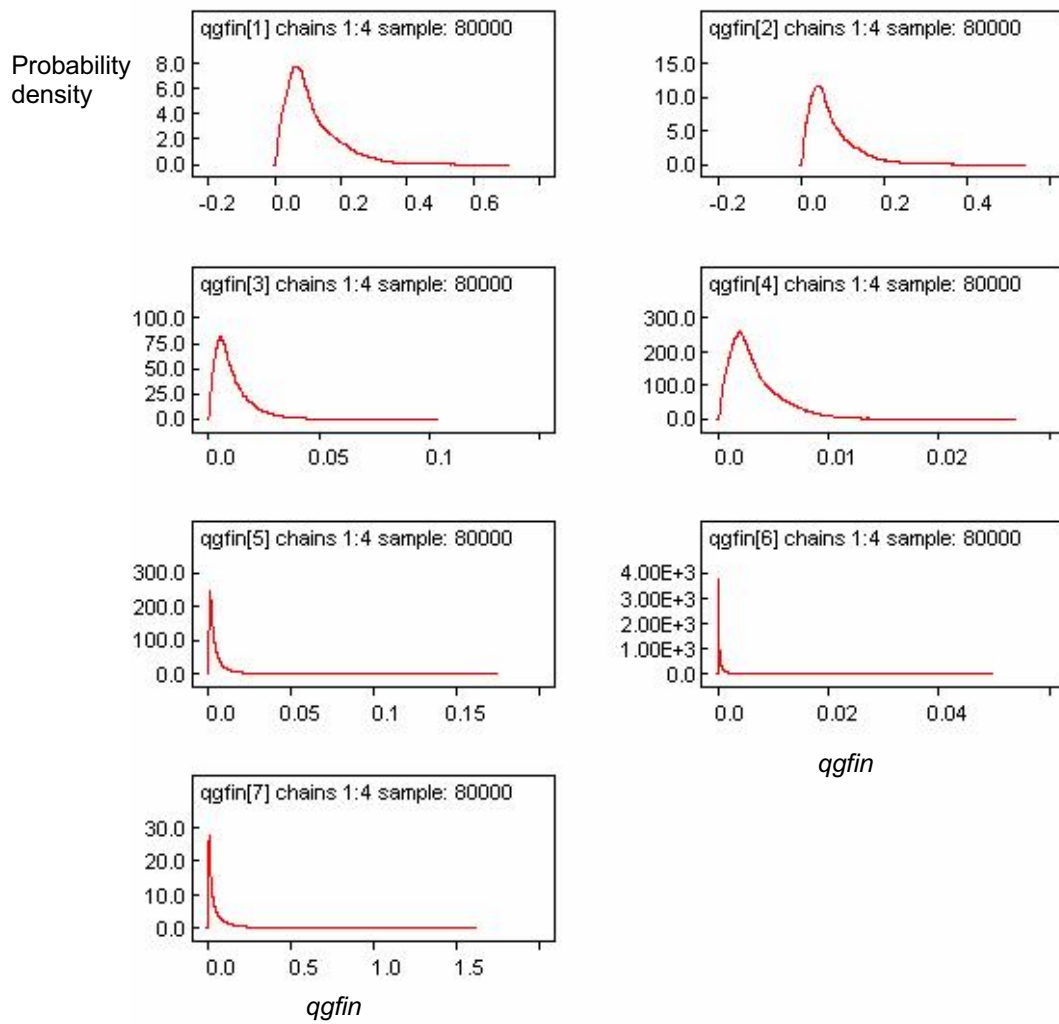 qgfin[1] chains 1:4 sample: 80000
Probability
density
8.0
6.0
4.0
2.0
0.0
-0.2 0.0 0.2 0.4 0.6
qgfin[2] chains 1:4 sample: 80000
15.0
10.0
5.0
0.0
-0.2 0.0 0.2 0.4
qgfin[3] chains 1:4 sample: 80000
100.0
75.0
50.0
25.0
0.0
0.0 0.05 0.1
qgfin[4] chains 1:4 sample: 80000
300.0
200.0
100.0
0.0
0.0 0.01 0.02
qgfin[5] chains 1:4 sample: 80000
300.0
200.0
100.0
0.0
0.0 0.05 0.1 0.15
qgfin[6] chains 1:4 sample: 80000
4.00E+3
3.00E+3
2.00E+3
1.00E+3
0.0
0.0 0.02 0.04
qgfin
qgfin[7] chains 1:4 sample: 80000
30.0
20.0
10.0
0.0
0.0 0.5 1.0 1.5
qgfin